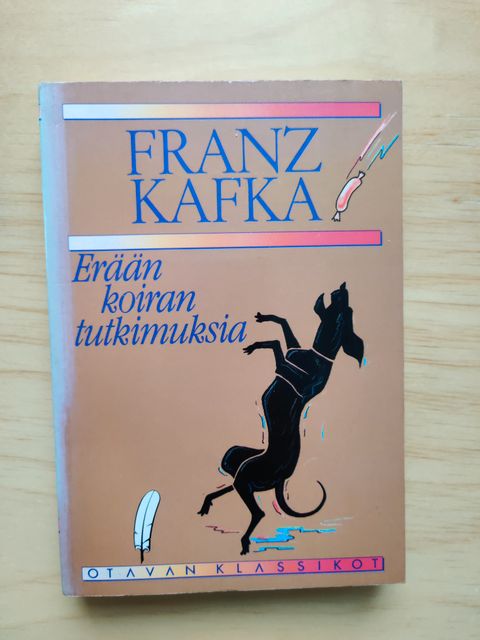 FRANZ
KAFKA
Erään
koiran
tutkimuksia
OTAVAN KLASSIKOT